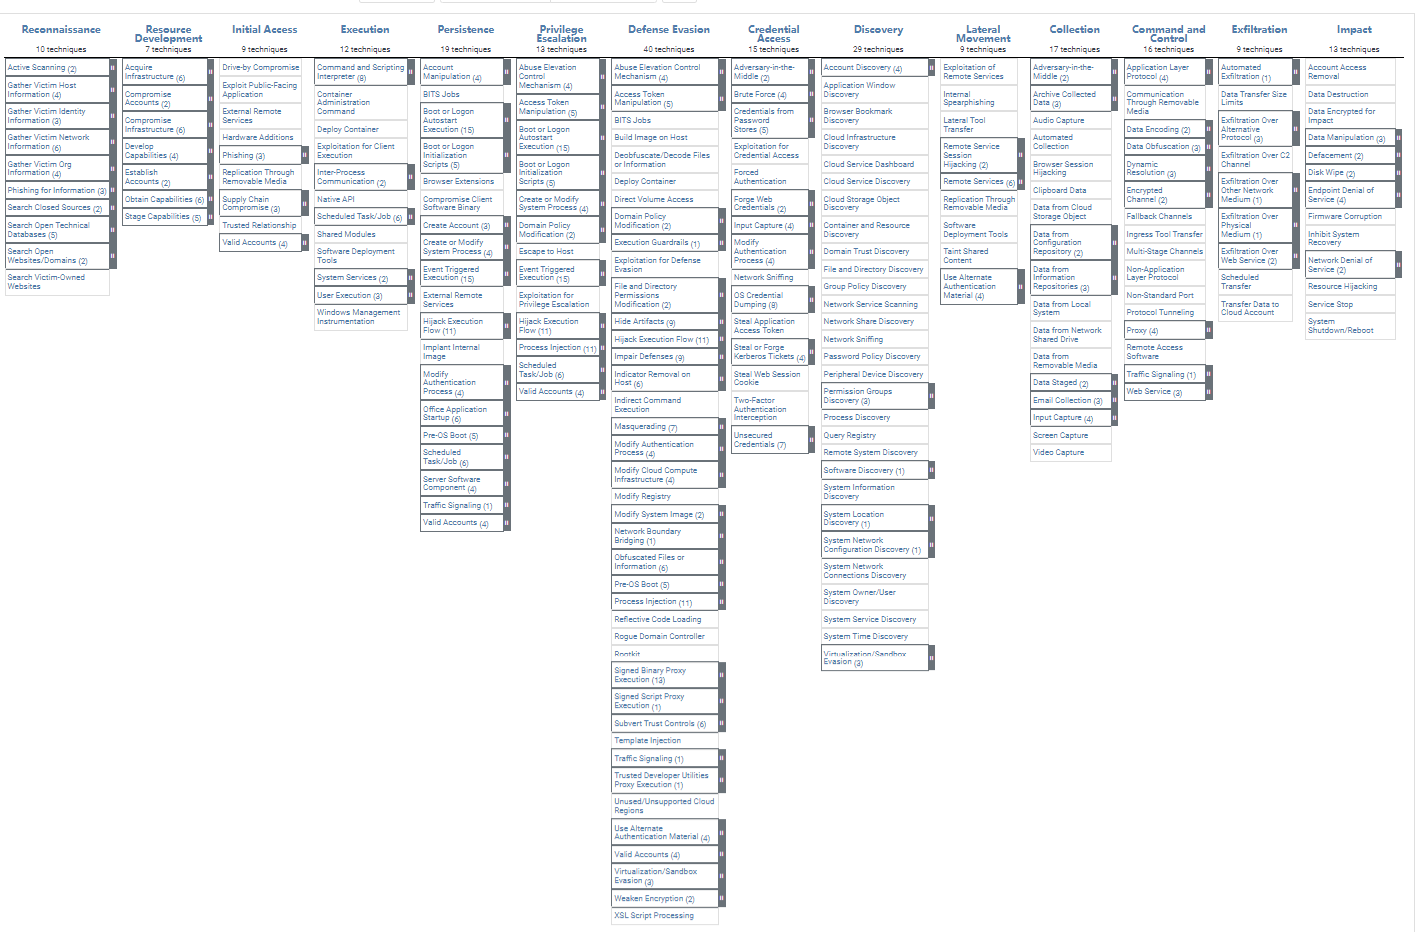 Reconnaissance
10 techniques
Active Scanning (2)
Gather Victim Host
Information (4)
Gather Victim Identity
Information (3)
Gather Victim Network
Information (6)
Gather Victim Org
Information (4)
Phishing for Information (3)
Search Closed Sources (2)
Search Open Technical
Databases (5)
Search Open
Websites/Domains (2)
Search Victim-Owned
Websites
Resource
Development
7 techniques
Acquire
Infrastructure (6)
Compromise
Accounts (2)
Compromise
Infrastructure (6)
Develop
Capabilities (4)
Establish
Accounts (2)
Obtain Capabilities (6)
Stage Capabilities (5)
Initial Access
9 techniques
Drive-by Compromise
Exploit Public-Facing
Application
External Remote
Services
Hardware Additions
Phishing (3)
Replication Through
Removable Media
Supply Chain
Compromise (3)
Trusted Relationship
Valid Accounts (4)
Execution
12 techniques
Command and Scripting
Interpreter (8)
Container
Administration
Command
Deploy Container
Exploitation for Client
Execution
Inter-Process
Communication (2)
Native API
Scheduled Task/Job (6)
Shared Modules
Software Deployment
Tools
System Services (2)
User Execution (3)
Windows Management
Instrumentation
Persistence
19 techniques
Account
Manipulation (4)
BITS Jobs
Boot or Logon
Autostart
Execution (15)
Boot or Logon
Initialization
Scripts (5)
Browser Extensions
Compromise Client
Software Binary
Create Account (3)
Create or Modify
System Process (4)
Event Triggered
Execution (15)
External Remote
Services
Hijack Execution
Flow (11)
Implant Internal
Image
Modify
Authentication
Process (4)
Office Application
Startup (6)
Pre-OS Boot (5)
Scheduled
Task/Job (6)
Server Software
Component (4)
Traffic Signaling (1)
Valid Accounts (4)
Privilege
Escalation
13 techniques
Abuse Elevation
Control
Mechanism (4)
Access Token
Manipulation (5)
Boot or Logon
Autostart
Execution (15)
Boot or Logon
Initialization
Scripts (5)
Create or Modify
System Process (4)
Domain Policy
Modification (2)
Escape to Host
Event Triggered
Execution (15)
Exploitation for
Privilege Escalation
Hijack Execution
Flow (11)
Process Injection (11)
Scheduled
Task/Job (6)
Valid Accounts (4)
Defense Evasion
40 techniques
Abuse Elevation Control
Mechanism (4)
Access Token
Manipulation (5)
BITS Jobs
Build Image on Host
Deobfuscate/Decode Files
or Information
Deploy Container
Direct Volume Access
Domain Policy
Modification (2)
Execution Guardrails (1)
Exploitation for Defense
Evasion
File and Directory
Permissions
Modification (2)
Hide Artifacts (9)
Hijack Execution Flow (11)
Impair Defenses (9)
Indicator Removal on
Host (6)
Indirect Command
Execution
Masquerading (7)
Modify Authentication
Process (4)
Modify Cloud Compute
Infrastructure (4)
Modify Registry
Modify System Image (2)
Network Boundary
Bridging (1)
Obfuscated Files or
Information (6)
Pre-OS Boot (5)
Process Injection (11)
Reflective Code Loading
Rogue Domain Controller
Rootkit
Signed Binary Proxy
Execution (13)
Signed Script Proxy
Execution (1)
Subvert Trust Controls (6)
Template Injection
Traffic Signaling (1)
Trusted Developer Utilities
Proxy Execution (1)
Unused/Unsupported Cloud
Regions
Use Alternate
Authentication Material (4)
Valid Accounts (4)
Virtualization/Sandbox
Evasion (3)
Weaken Encryption (2)
XSL Script Processing
Credential
Access
15 techniques
Adversary-in-the-
Middle (2)
Brute Force (4)
Credentials from
Password
Stores (5)
Exploitation for
Credential Access
Forced
Authentication
Forge Web
Credentials (2)
Input Capture (4)
Modify
Authentication
Process (4)
Network Sniffing
OS Credential
Dumping (8)
Steal Application
Access Token
Steal or Forge
Kerberos Tickets (4)
Steal Web Session
Cookie
Two-Factor
Authentication
Interception
Unsecured
Credentials (7)
Discovery
29 techniques
Account Discovery (4)
Application Window
Discovery
Browser Bookmark
Discovery
Cloud Infrastructure
Discovery
Cloud Service Dashboard
Cloud Service Discovery
Cloud Storage Object
Discovery
Container and Resource
Discovery
Domain Trust Discovery
File and Directory Discovery
Group Policy Discovery
Network Service Scanning
Network Share Discovery
Network Sniffing
Password Policy Discovery
Peripheral Device Discovery
Permission Groups
Discovery (3)
Process Discovery
Query Registry
Remote System Discovery
Software Discovery (1)
System Information
Discovery
System Location
Discovery (1)
System Network
Configuration Discovery (1)
System Network
Connections Discovery
System Owner/User
Discovery
System Service Discovery
System Time Discovery
Virtualization/Sandbox
Evasion (3)
Lateral
Movement
9 techniques
Exploitation of
Remote Services
Internal
Spearphishing
Lateral Tool
Transfer
Remote Service
Session
Hijacking (2)
Remote Services (6)
Replication Through
Removable Media
Software
Deployment Tools
Taint Shared
Content
Use Alternate
Authentication
Material (4)
Collection
17 techniques
Adversary-in-the-
Middle (2)
Archive Collected
Data (3)
Audio Capture
Automated
Collection
Browser Session
Hijacking
Clipboard Data
Data from Cloud
Storage Object
Data from
Configuration
Repository (2)
Data from
Information
Repositories (3)
Data from Local
System
Data from Network
Shared Drive
Data from
Removable Media
Data Staged (2)
Email Collection (3)
Input Capture (4)
Screen Capture
Video Capture
Command and
Control
16 techniques
Application Layer
Protocol (4)
Communication
Through Removable
Media
Data Encoding (2)
Data Obfuscation (3)
Dynamic
Resolution (3)
Encrypted
Channel (2)
Fallback Channels
Ingress Tool Transfer
Multi-Stage Channels
Non-Application
Layer Protocol
Non-Standard Port
Protocol Tunneling
Proxy (4)
Remote Access
Software
Traffic Signaling (1)
Web Service (3)
Exfiltration
9 techniques
Automated
Exfiltration (1)
Data Transfer Size
Limits
Exfiltration Over
Alternative
Protocol (3)
Exfiltration Over C2
Channel
Exfiltration Over
Other Network
Medium (1)
Exfiltration Over
Physical
Medium (1)
Exfiltration Over
Web Service (2)
Scheduled
Transfer
Transfer Data to
Cloud Account
Impact
13 techniques
Account Access
Removal
Data Destruction
Data Encrypted for
Impact
Data Manipulation (3)
Defacement (2)
Disk Wipe (2)
Endpoint Denial of
Service (4)
Firmware Corruption
Inhibit System
Recovery
Network Denial of
Service (2)
Resource Hijacking
Service Stop
System
Shutdown/Reboot